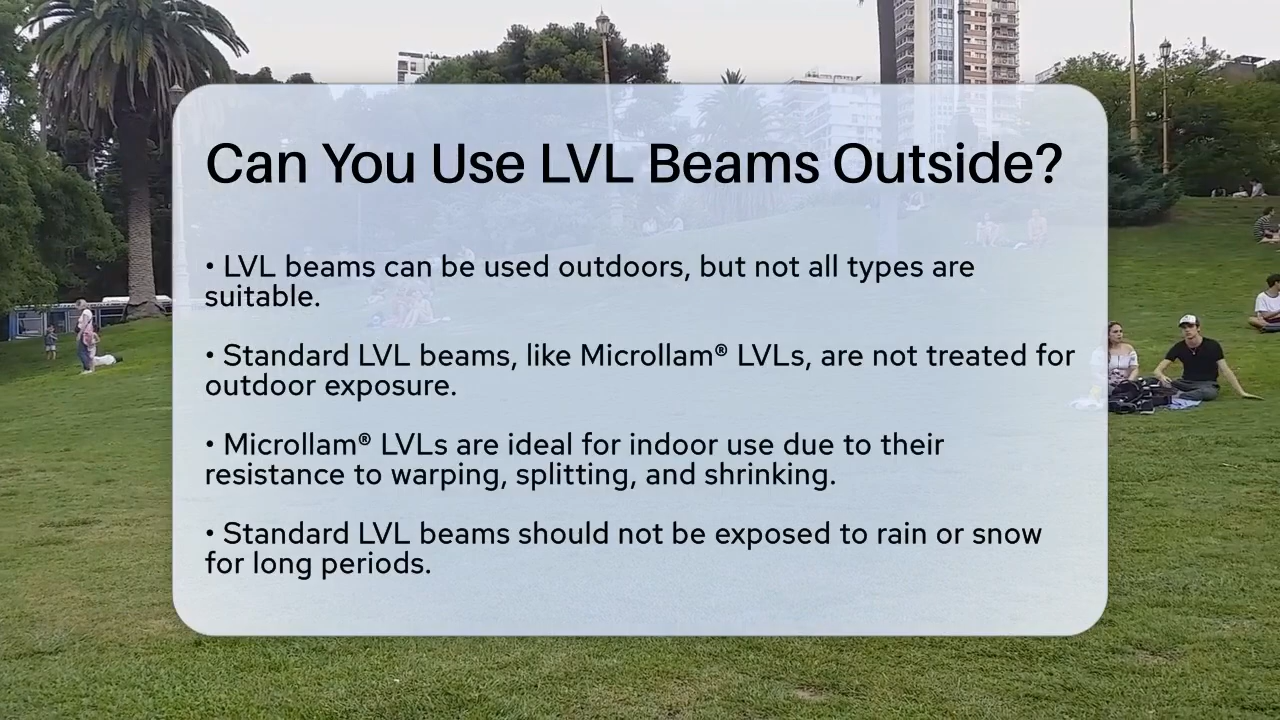 Can You Use LVL Beams Outside?
• LVL beams can be used outdoors, but not all types are
suitable.
• Standard LVL beams, like Microllam® LVLs, are not treated for
outdoor exposure.
• Microllam® LVLs are ideal for indoor use due to their
resistance to warping, splitting, and shrinking.
• Standard LVL beams should not be exposed to rain or snow
for long periods.